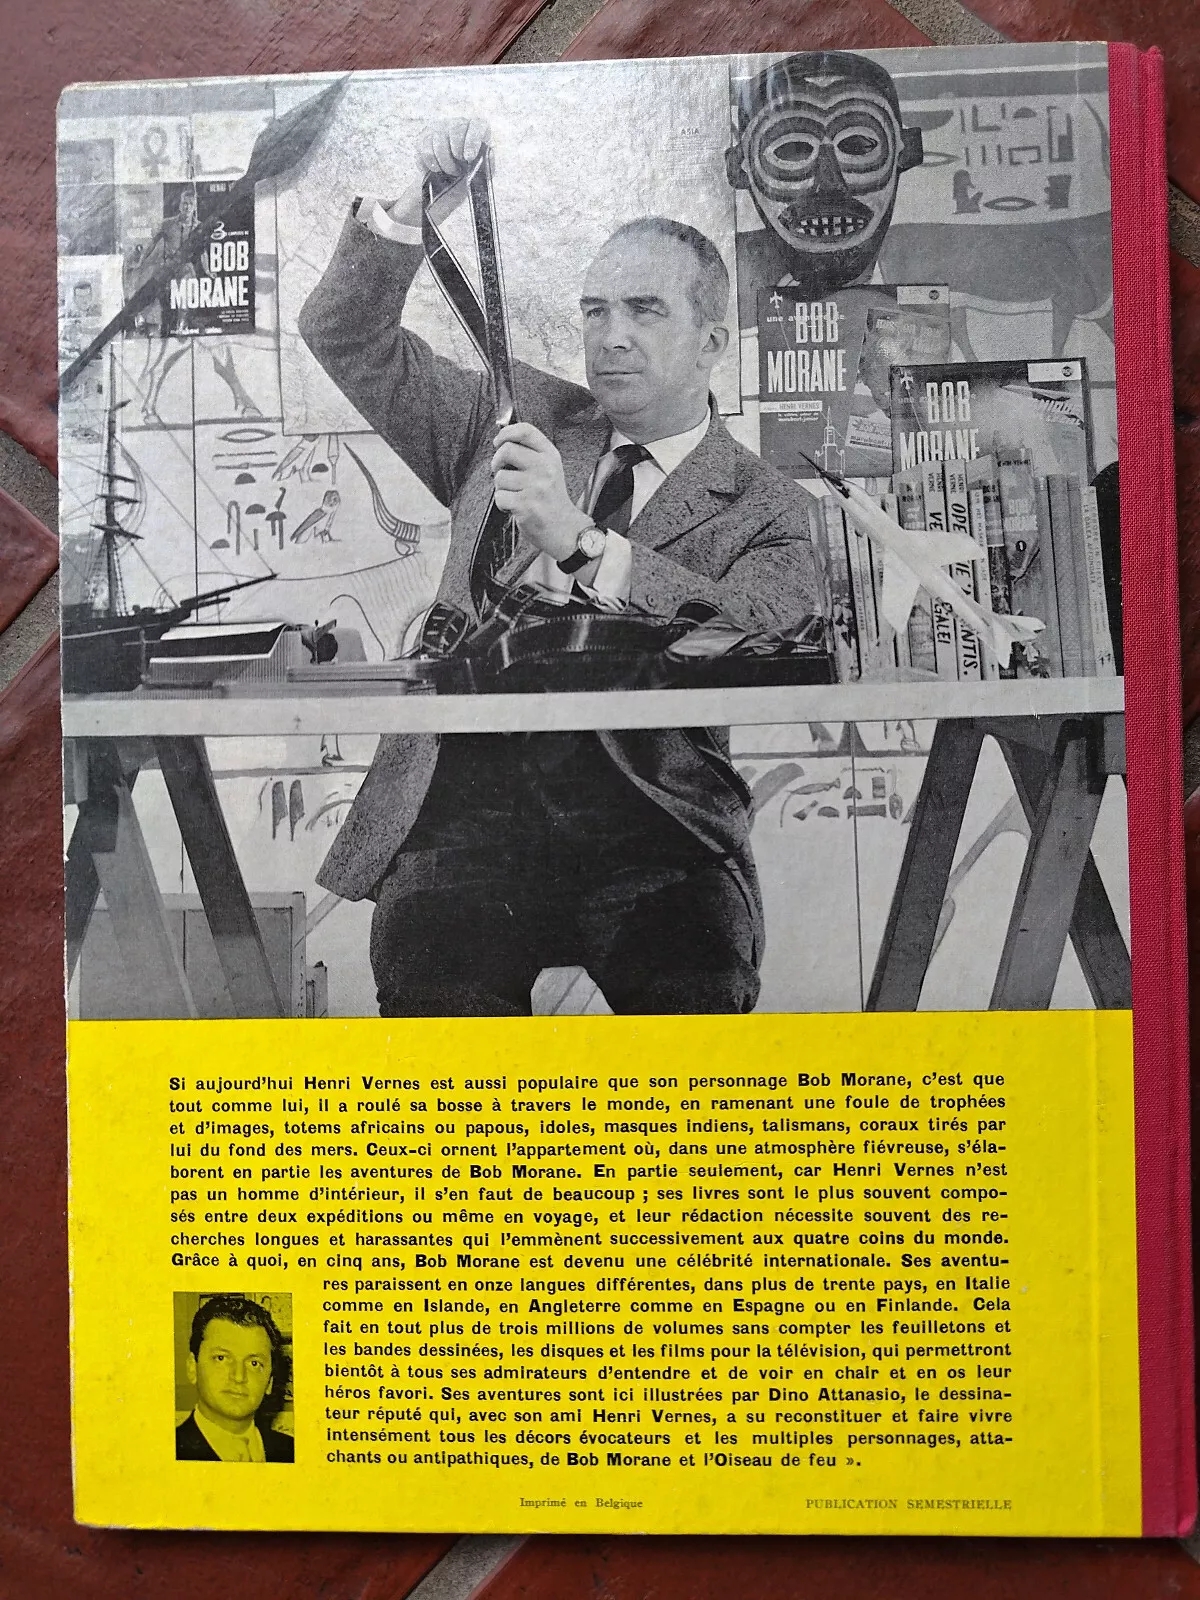 ASIA
HENRI V
BOB
MORANE
une aventure de
BOB
MORANE
HENRI VERNES
marabout
BOB
MORANE
Si aujourd'hui Henri Vernes est aussi populaire que son personnage Bob Morane, c'est que
tout comme lui, il a roulé sa bosse à travers le monde, en ramenant une foule de trophées
et d'images, totems africains ou papous, idoles, masques indiens, talismans, coraux tirés par
lui du fond des mers. Ceux-ci ornent l'appartement où, dans une atmosphère fiévreuse, s'éla-
borent en partie les aventures de Bob Morane. En partie seulement, car Henri Vernes n'est
pas un homme d'intérieur, il s'en faut de beaucoup ; ses livres sont le plus souvent compo-
sés entre deux expéditions ou même en voyage, et leur rédaction nécessite souvent des re-
cherches longues et harassantes qui l'emmènent successivement aux quatre coins du monde.
Grâce à quoi, en cinq ans, Bob Morane est devenu une célébrité internationale. Ses aventu-
res paraissent en onze langues différentes, dans plus de trente pays, en Italie
comme en Islande, en Angleterre comme en Espagne ou en Finlande. Cela
fait en tout plus de trois millions de volumes sans compter les feuilletons et
les bandes dessinées, les disques et les films pour la télévision, qui permettront
bientôt à tous ses admirateurs d'entendre et de voir en chair et en os leur
héros favori. Ses aventures sont ici illustrées par Dino Attanasio, le dessina-
teur réputé qui, avec son ami Henri Vernes, a su reconstituer et faire vivre
intensément tous les décors évocateurs et les multiples personnages, atta-
chants ou antipathiques, de Bob Morane et l'Oiseau de feu ».
Imprimé en Belgique
PUBLICATION SEMESTRIELLE